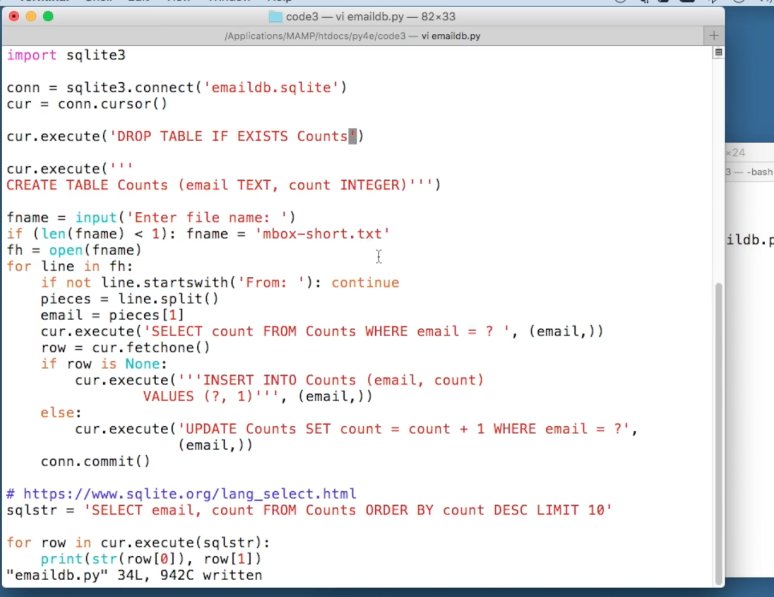 code3 — vi emaildb.py — 82×33
/Applications/MAMP/htdocs/py4e/code3 — vi emaildb.py
import sqlite3
conn = sqlite3.connect('emaildb.sqlite')
cur = conn.cursor()
cur.execute('DROP TABLE IF EXISTS Counts')
cur.execute('''
CREATE TABLE Counts (email TEXT, count INTEGER)''')
fname = input('Enter file name: ')
if (len(fname) < 1): fname = 'mbox-short.txt'
fh = open(fname)
for line in fh:
    if not line.startswith('From: '): continue
    pieces = line.split()
    email = pieces[1]
    cur.execute('SELECT count FROM Counts WHERE email = ? ', (email,))
    row = cur.fetchone()
    if row is None:
        cur.execute('''INSERT INTO Counts (email, count)
                VALUES (?, 1)''', (email,))
    else:
        cur.execute('UPDATE Counts SET count = count + 1 WHERE email = ?',
                    (email,))
    conn.commit()
# https://www.sqlite.org/lang_select.html
sqlstr = 'SELECT email, count FROM Counts ORDER BY count DESC LIMIT 10'
for row in cur.execute(sqlstr):
    print(str(row[0]), row[1])
"emaildb.py" 34L, 942C written
×24
3 — -bash
ildb.p